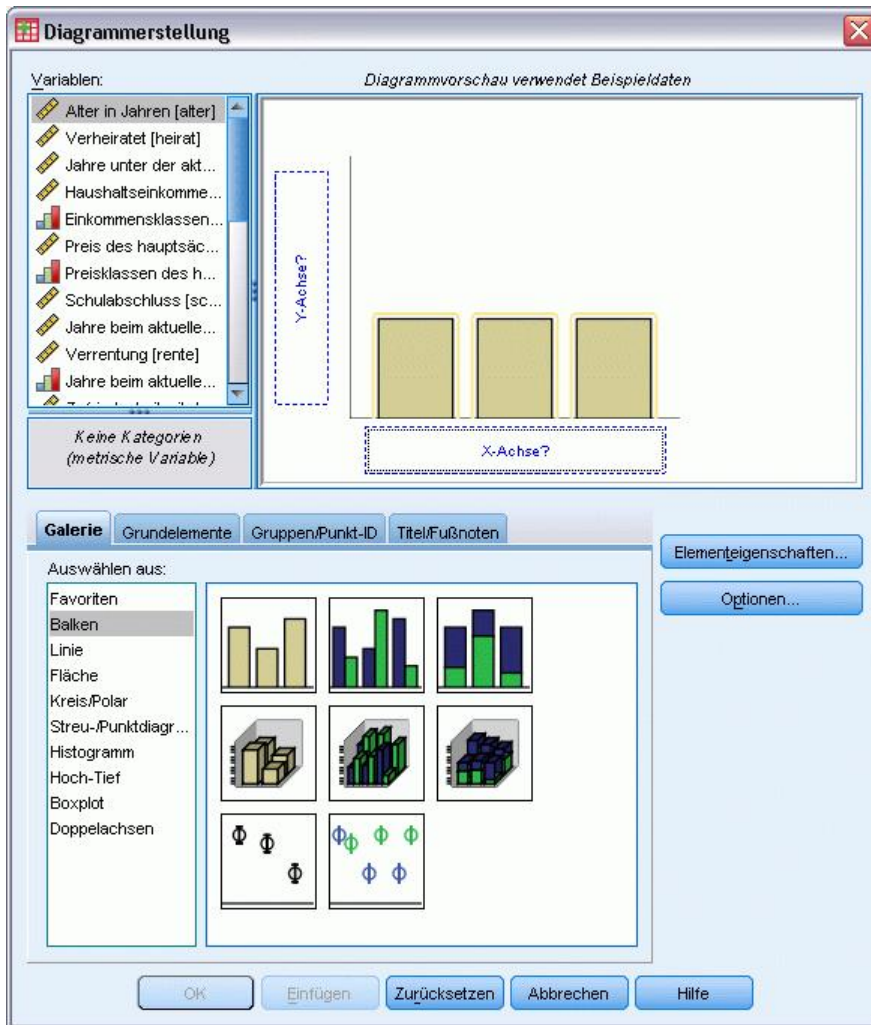 Diagrammerstellung
Variablen:
Diagrammvorschau verwendet Beispieldaten
Alter in Jahren [alter]
Verheiratet [heirat]
Jahre unter der akt...
Haushaltseinkomme...
Einkommensklassen...
Preis des hauptsäc...
Preisklassen des h...
Schulabschluss [sc...
Jahre beim aktuelle...
Verrentung [rente]
Jahre beim aktuelle...
Keine Kategorien
(metrische Variable)
Y-Achse?
X-Achse?
Galerie
Grundelemente
Gruppen/Punkt-ID
Titel/Fußnoten
Auswählen aus:
Favoriten
Balken
Linie
Fläche
Kreis/Polar
Streu-/Punktdiagr...
Histogramm
Hoch-Tief
Boxplot
Doppelachsen
Elementeigenschaften...
Optionen...
OK
Einfügen
Zurücksetzen
Abbrechen
Hilfe